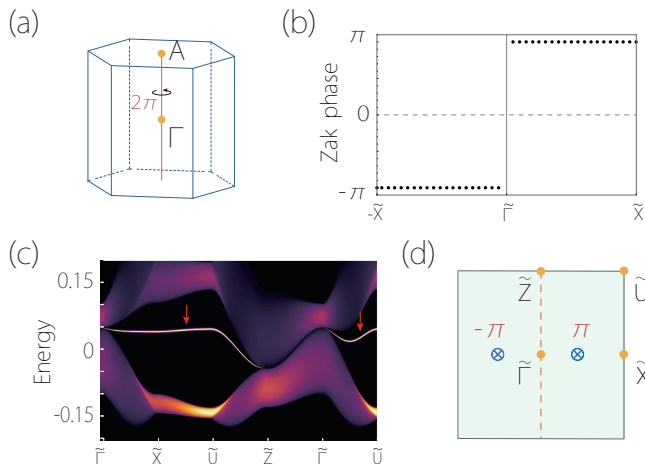 (a)
A
2π
Γ
(b)
Zak phase
π
0
-π
-X̃
Γ̃
X̃
(c)
Energy
0.15
0
-0.15
Γ̃ X̃ Ũ Z̃ Γ̃ Ũ
(d)
Z̃ Ũ
-π π
Γ̃ X̃